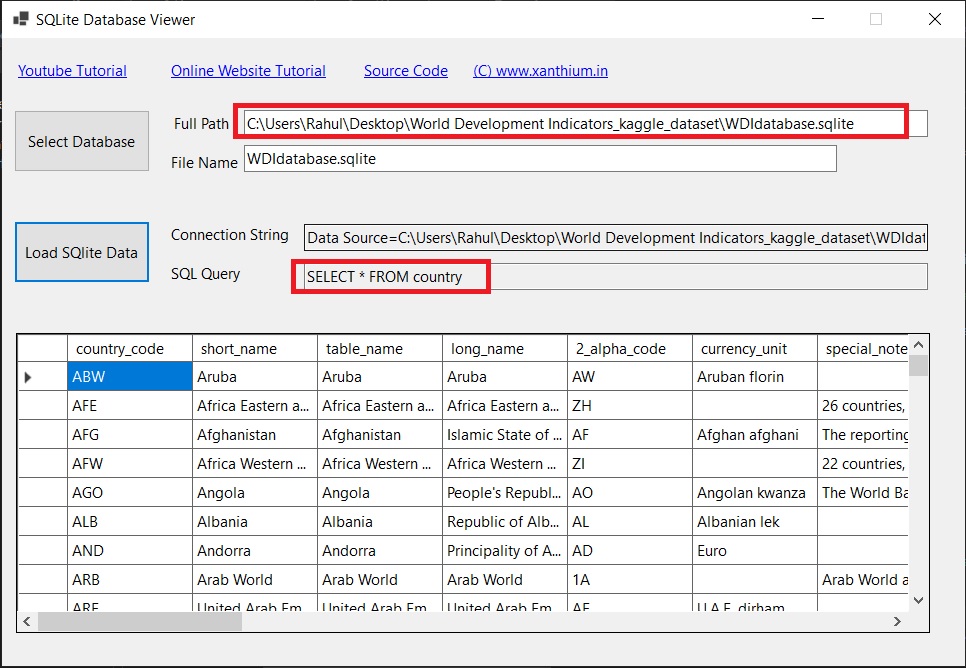 SQLite Database Viewer
Youtube Tutorial Online Website Tutorial Source Code (C) www.xanthium.in
Select Database
Full Path C:\Users\Rahul\Desktop\World Development Indicators_kaggle_dataset\WDIdatabase.sqlite
File Name WDIdatabase.sqlite
Load SQlite Data
Connection String Data Source=C:\Users\Rahul\Desktop\World Development Indicators_kaggle_dataset\WDIdat
SQL Query SELECT * FROM country
country_code short_name table_name long_name 2_alpha_code currency_unit special_note
ABW Aruba Aruba Aruba AW Aruban florin
AFE Africa Eastern a... Africa Eastern a... Africa Eastern a... ZH 26 countries,
AFG Afghanistan Afghanistan Islamic State of ... AF Afghan afghani The reporting
AFW Africa Western ... Africa Western ... Africa Western ... ZI 22 countries,
AGO Angola Angola People's Republ... AO Angolan kwanza The World Ba
ALB Albania Albania Republic of Alb... AL Albanian lek
AND Andorra Andorra Principality of A... AD Euro
ARB Arab World Arab World Arab World 1A Arab World a
ARE United Arab Em... United Arab Em... United Arab Em... AE U.A.E. dirham